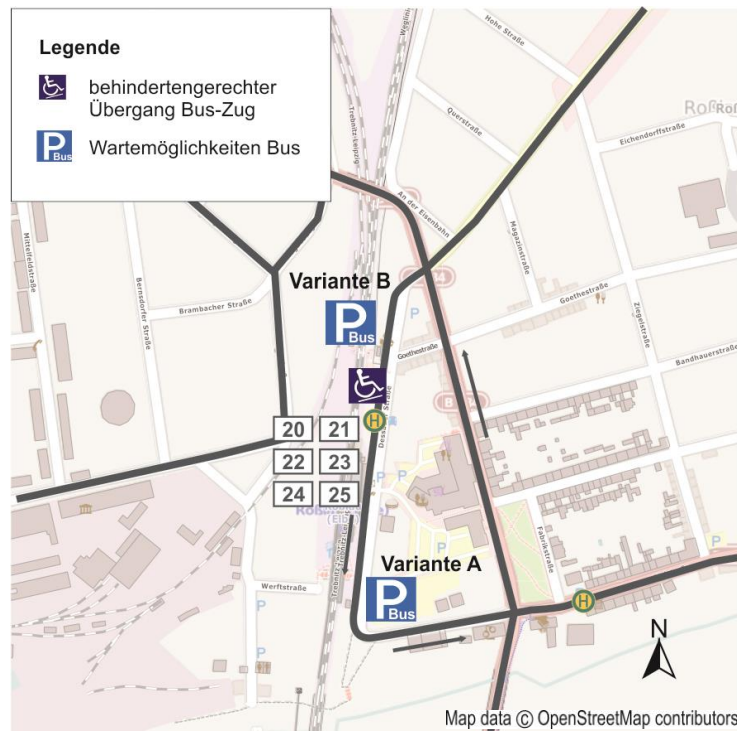 Legende
behindertengerechter
Übergang Bus-Zug
P Bus
Wartemöglichkeiten Bus
Hohe Straße
Querstraße
Eichendorffstraße
An der Eisenbahn
Magazinstraße
Mittelfeldstraße
Bernsdorfer Straße
Brambacher Straße
Variante B
P Bus
Goethestraße
Goethestraße
Ziegelstraße
Bandhauerstraße
H
20 21
22 23
24 25
Fabrikstraße
Werftstraße
Variante A
P Bus
H
N
Map data © OpenStreetMap contributors